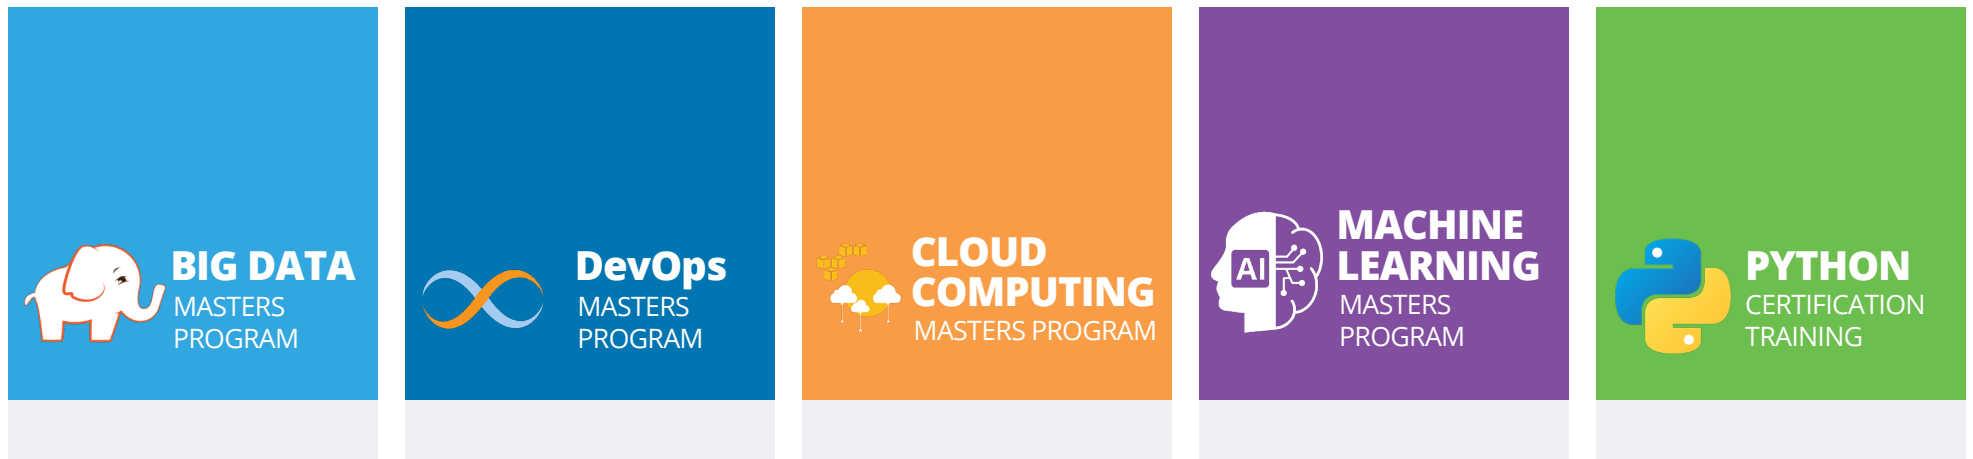 BIG DATA
MASTERS
PROGRAM
DevOps
MASTERS
PROGRAM
CLOUD
COMPUTING
MASTERS PROGRAM
AI
MACHINE
LEARNING
MASTERS
PROGRAM
PYTHON
CERTIFICATION
TRAINING